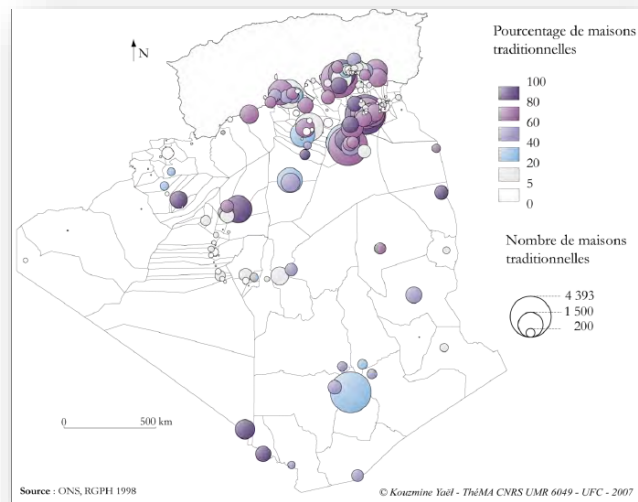 N
Pourcentage de maisons
traditionnelles
100
80
60
40
20
5
0
Nombre de maisons
traditionnelles
4 393
1 500
200
0 500 km
Source : ONS, RGPH 1998
© Kouzmine Yaël - ThéMA CNRS UMR 6049 - UFC - 2007